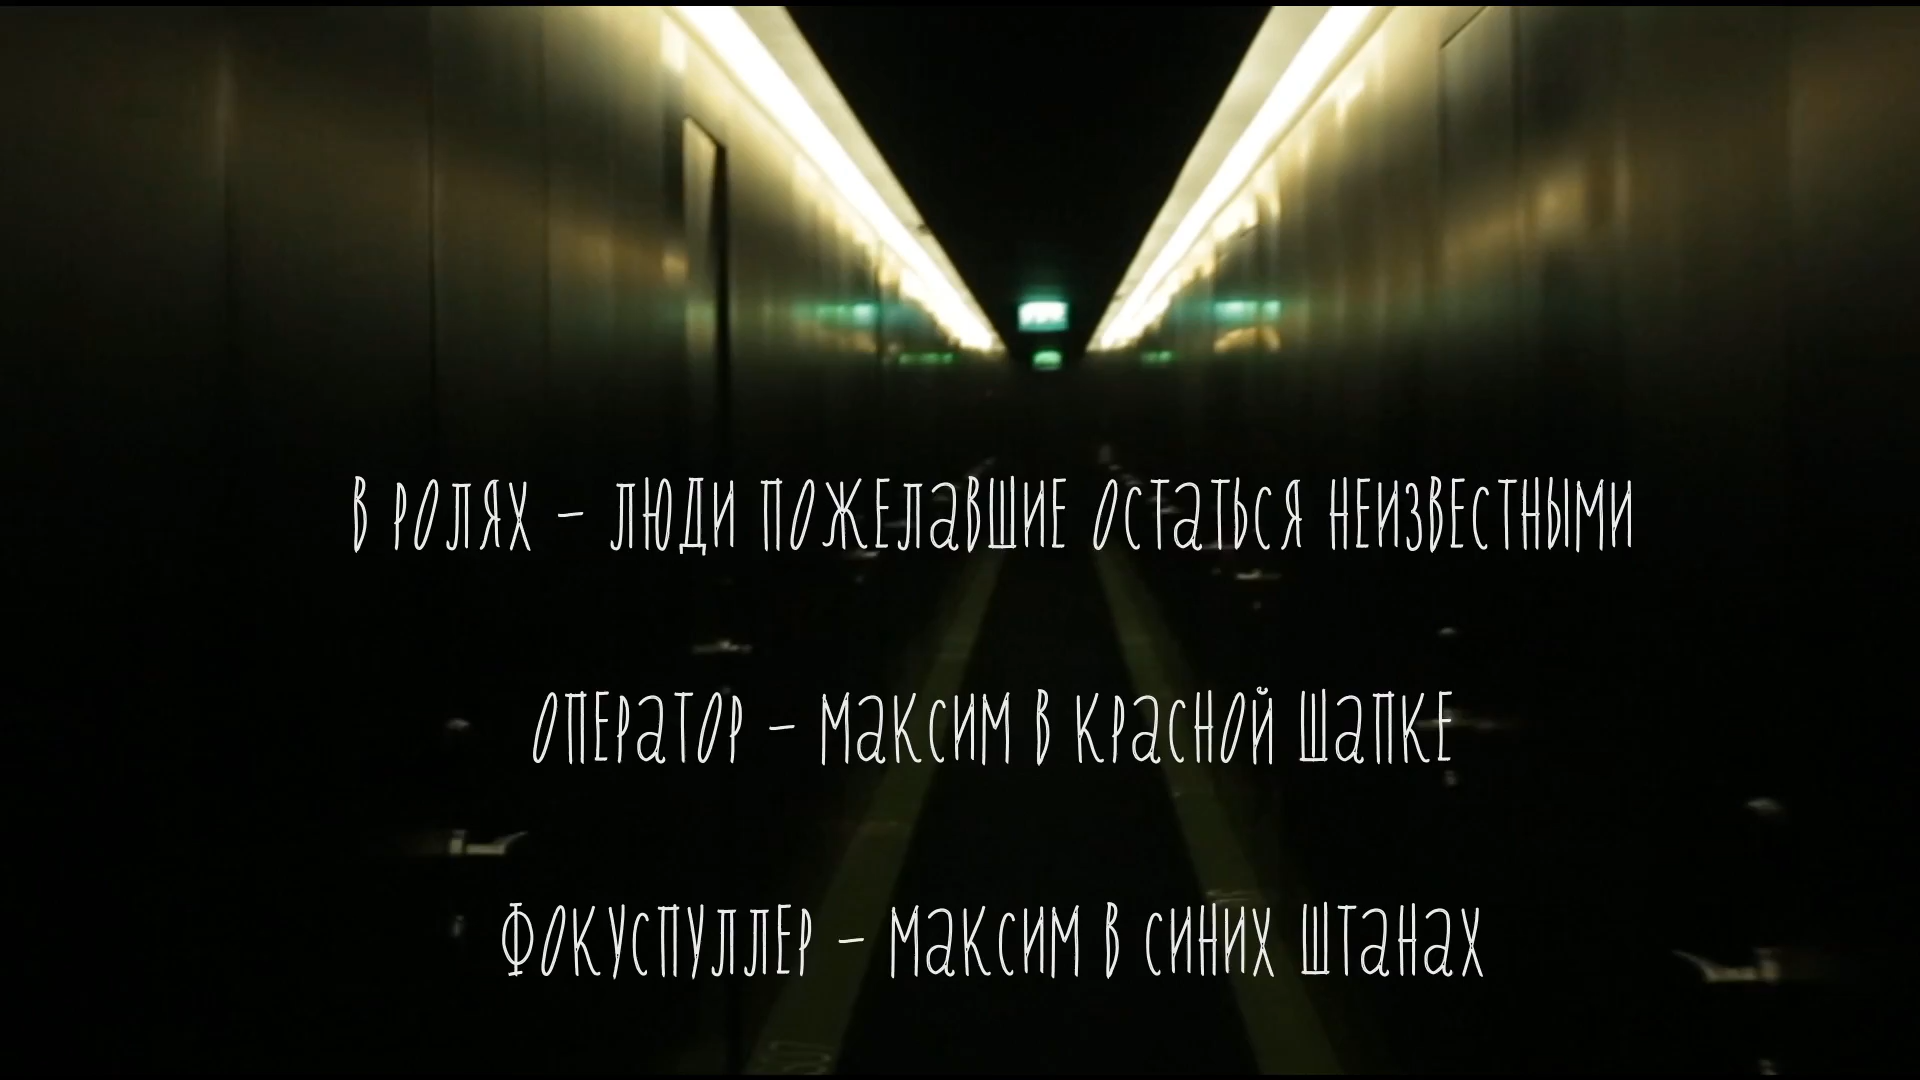 В РОЛЯХ – ЛЮДИ ПОЖЕЛАВШИЕ ОСТАТЬСЯ НЕИЗВЕСТНЫМИ
ОПЕРАТОР – МАКСИМ В КРАСНОЙ ШАПКЕ
ФОКУСПУЛЛЕР – МАКСИМ В СИНИХ ШТАНАХ